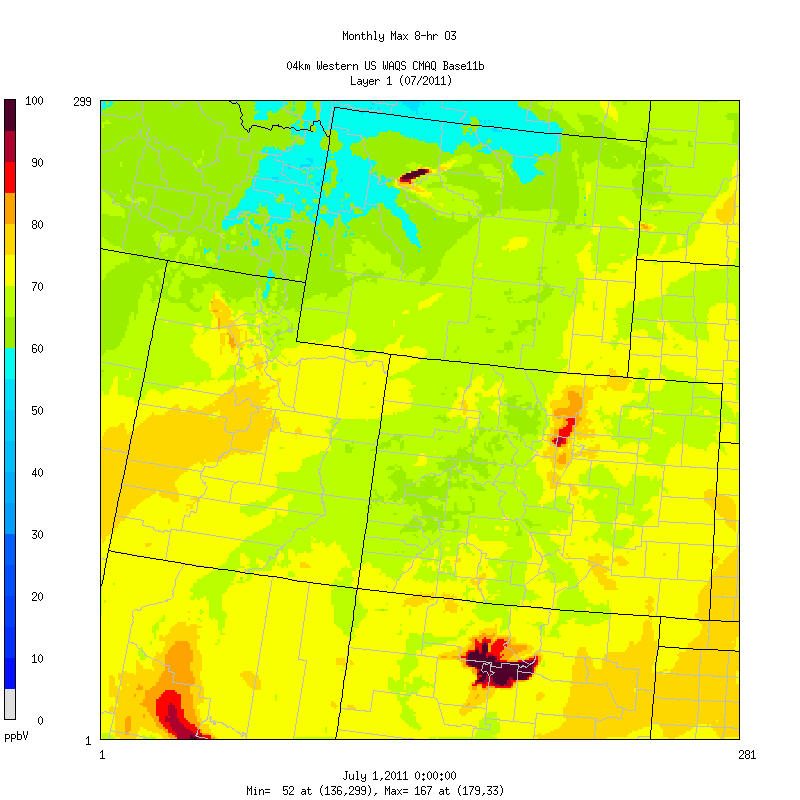 Monthly Max 8-hr O3
04km Western US WAQS CMAQ Base11b
Layer 1 (07/2011)
299
100
90
80
70
60
50
40
30
20
10
0
ppbV
1
1
281
July 1,2011 0:00:00
Min=  52 at (136,299), Max= 167 at (179,33)